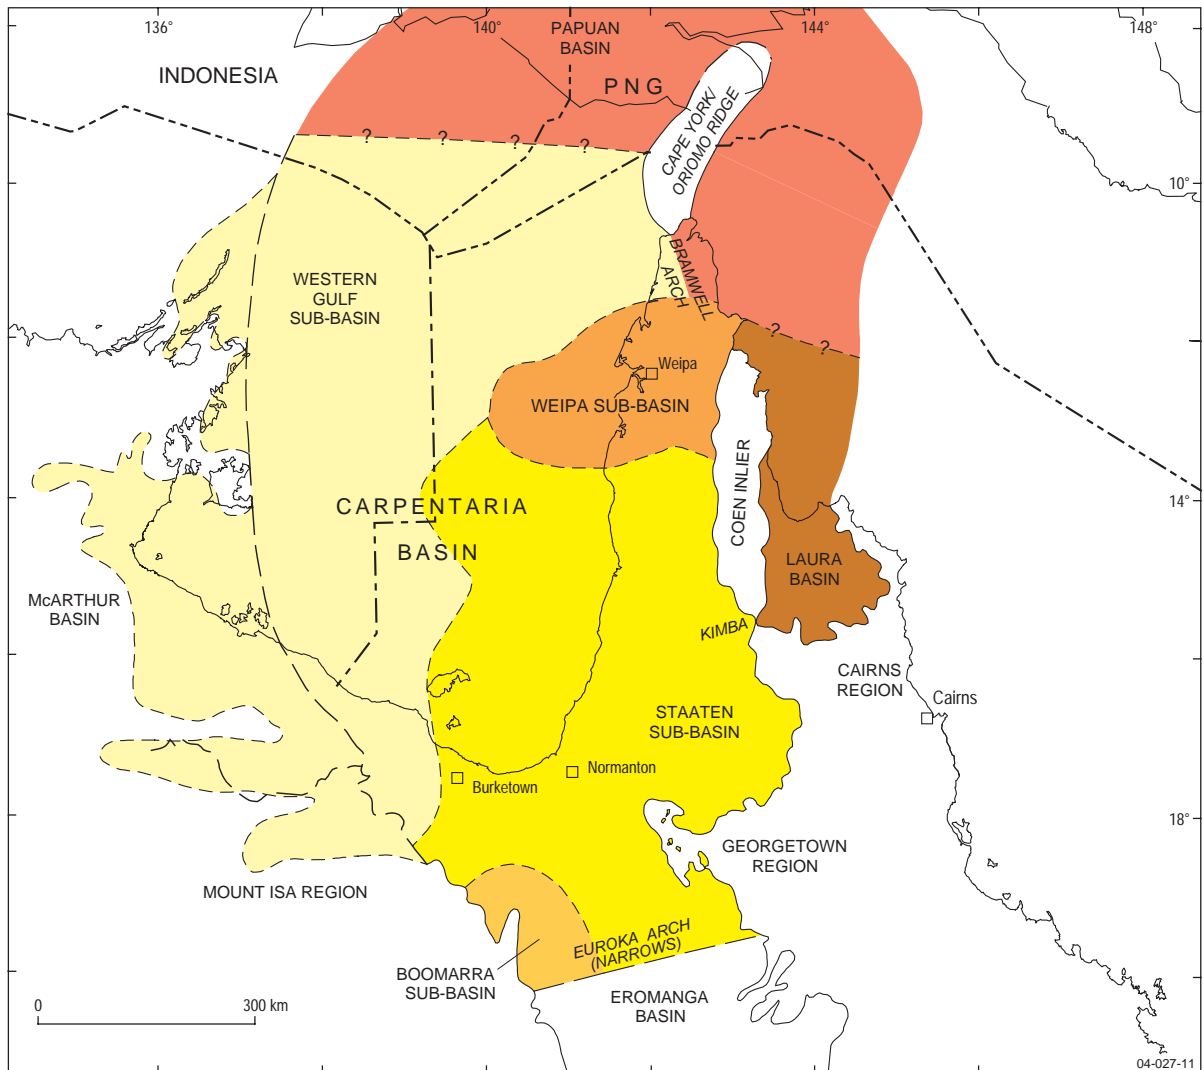 136°
140°
144°
148°
PAPUAN
BASIN
INDONESIA
PNG
CAPE YORK/
ORIOMO RIDGE
?
?
?
?
10°
BRAMWELL
ARCH
WESTERN
GULF
SUB-BASIN
?
?
Weipa
WEIPA SUB-BASIN
COEN INLIER
14°
CARPENTARIA
BASIN
LAURA
BASIN
McARTHUR
BASIN
KIMBA
CAIRNS
REGION
Cairns
STAATEN
SUB-BASIN
Normanton
Burketown
18°
GEORGETOWN
REGION
MOUNT ISA REGION
EUROKA ARCH
(NARROWS)
BOOMARRA
SUB-BASIN
EROMANGA
BASIN
0
300 km
04-027-11